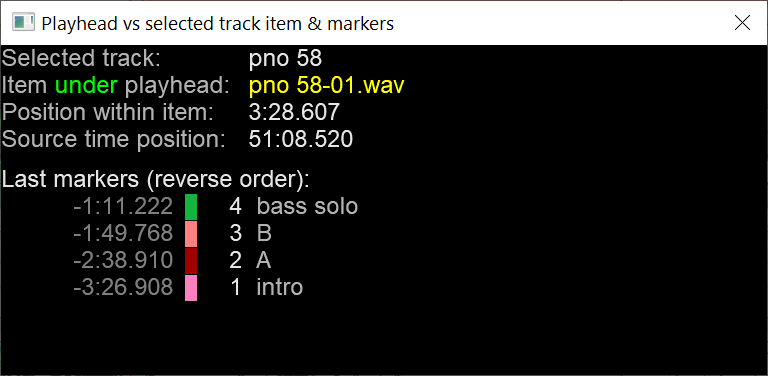 Playhead vs selected track item & markers
Selected track: pno 58
Item under playhead: pno 58-01.wav
Position within item: 3:28.607
Source time position: 51:08.520
Last markers (reverse order):
-1:11.222 4 bass solo
-1:49.768 3 B
-2:38.910 2 A
-3:26.908 1 intro